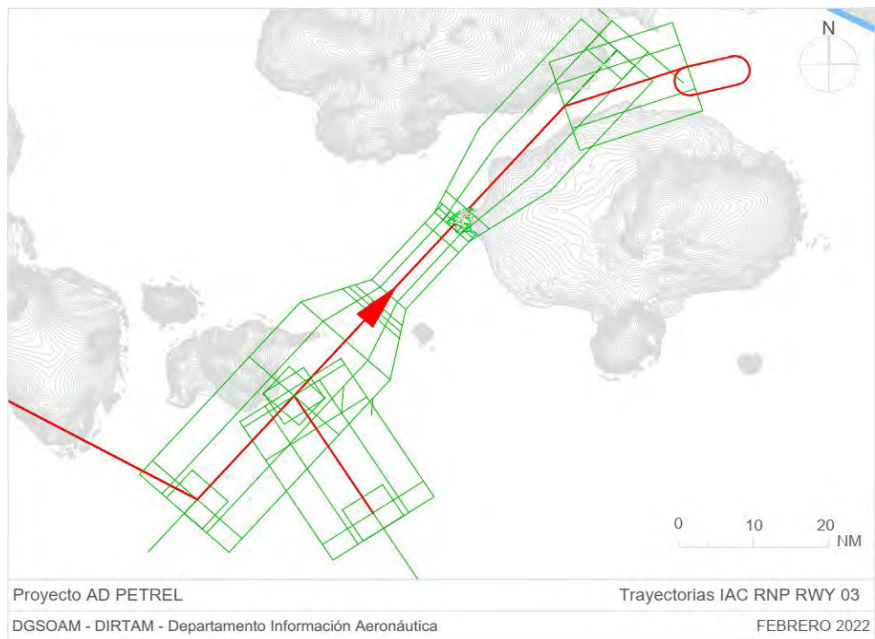 N
0 10 20
NM
Proyecto AD PETREL Trayectorias IAC RNP RWY 03
DGSOAM - DIRTAM - Departamento Información Aeronáutica FEBRERO 2022